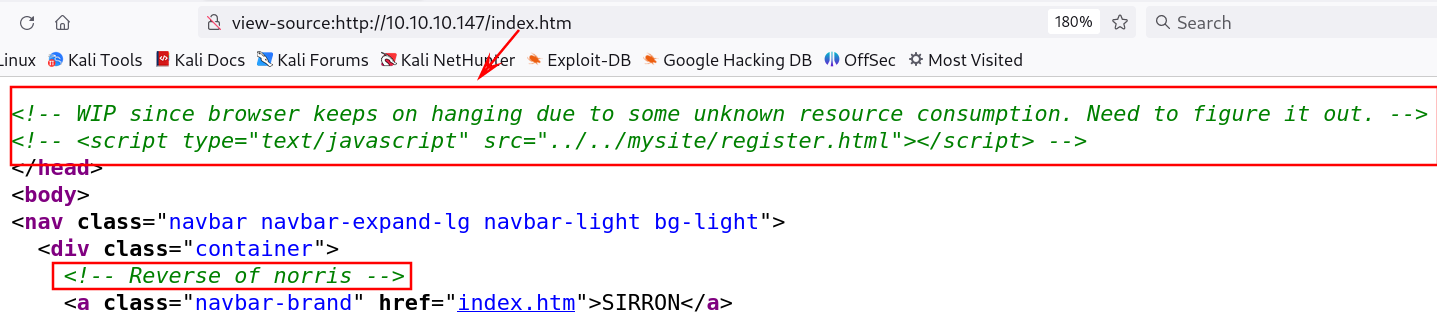 view-source:http://10.10.10.147/index.htm 180% Search
Linux Kali Tools Kali Docs Kali Forums Kali NetHunter Exploit-DB Google Hacking DB OffSec Most Visited
<!-- WIP since browser keeps on hanging due to some unknown resource consumption. Need to figure it out. -->
<!-- <script type="text/javascript" src="../../mysite/register.html"></script> -->
</head>
<body>
<nav class="navbar navbar-expand-lg navbar-light bg-light">
<div class="container">
<!-- Reverse of norris -->
<a class="navbar-brand" href="index.htm">SIRRON</a>